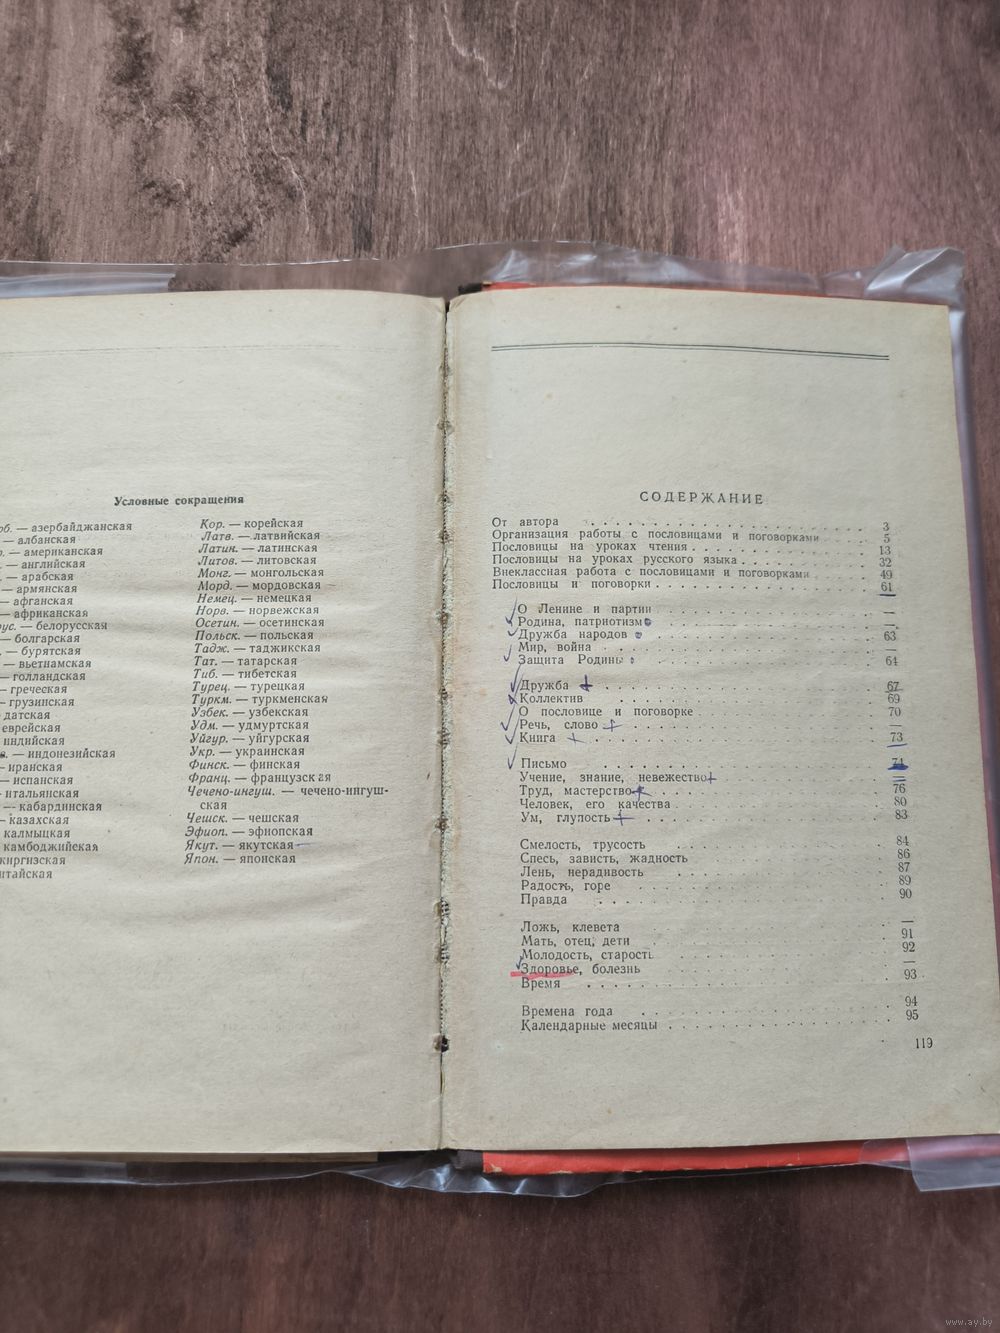 Условные сокращения
— азербайджанская
— албанская
— американская
— английская
— арабская
— армянская
— афганская
— африканская
— белорусская
— болгарская
— бурятская
— вьетнамская
— голландская
— греческая
— грузинская
датская
еврейская
индийская
— индонезийская
— иранская
— испанская
— итальянская
— кабардинская
— казахская
калмыцкая
камбоджийская
киргизская
Кор. — корейская
Латв. — латвийская
Латин. — латинская
Литов. — литовская
Монг. — монгольская
Морд. — мордовская
Немец. — немецкая
Норв. — норвежская
Осетин. — осетинская
Польск. — польская
Тадж. — таджикская
Тат. — татарская
Тиб. — тибетская
Турец. — турецкая
Туркм. — туркменская
Узбек. — узбекская
Удм. — удмуртская
Уйгур. — уйгурская
Укр. — украинская
Финск. — финская
Франц. — французская
Чечено-ингуш. — чечено-ингуш-
ская
Чешск. — чешская
Эфиоп. — эфиопская
Якут. — якутская
Япон. — японская
СОДЕРЖАНИЕ
От автора 3
Организация работы с пословицами и поговорками 5
Пословицы на уроках чтения 13
Пословицы на уроках русского языка 32
Внеклассная работа с пословицами и поговорками 49
Пословицы и поговорки 61
О Ленине и партии —
Родина, патриотизм —
Дружба народов 63
Мир, война —
Защита Родины 64
Дружба 67
Коллектив 69
О пословице и поговорке 70
Речь, слово —
Книга 73
Письмо 74
Учение, знание, невежество —
Труд, мастерство 76
Человек, его качества 80
Ум, глупость 83
Смелость, трусость 84
Спесь, зависть, жадность 86
Лень, нерадивость 87
Радость, горе 89
Правда 90
Ложь, клевета —
Мать, отец, дети 91
Молодость, старость 92
Здоровье, болезнь —
Время 93
Времена года 94
Календарные месяцы 95
119
www.ay.by